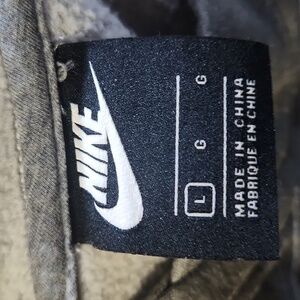 NIKE
L G G
MADE IN CHINA
FABRIQUE EN CHINE